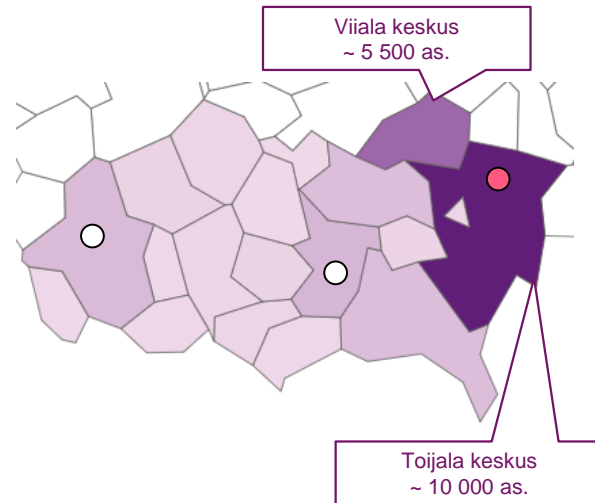 Viiala keskus
~ 5 500 as.
Toijala keskus
~ 10 000 as.